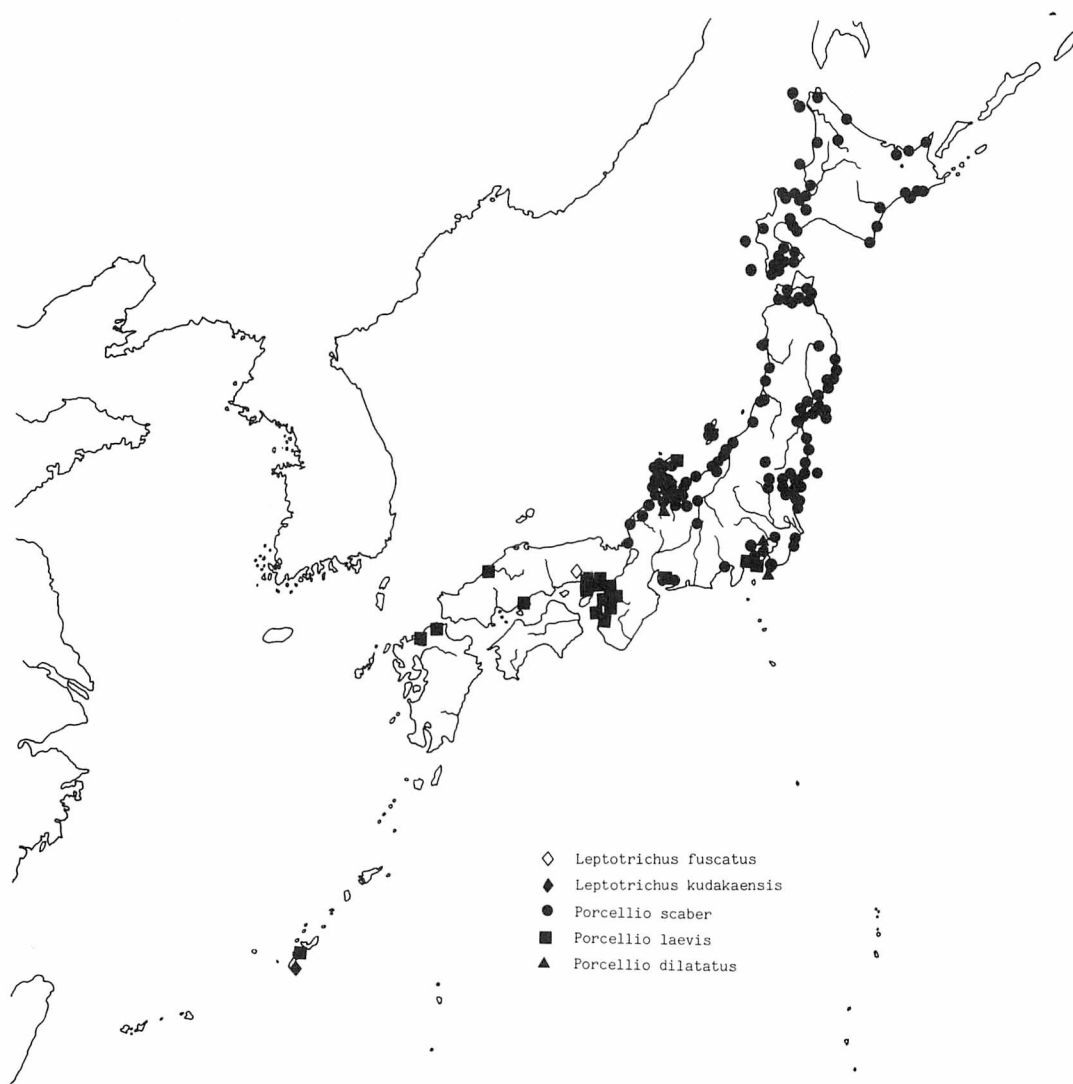 Leptotrichus fuscatus
Leptotrichus kudakaensis
Porcellio scaber
Porcellio laevis
Porcellio dilatatus